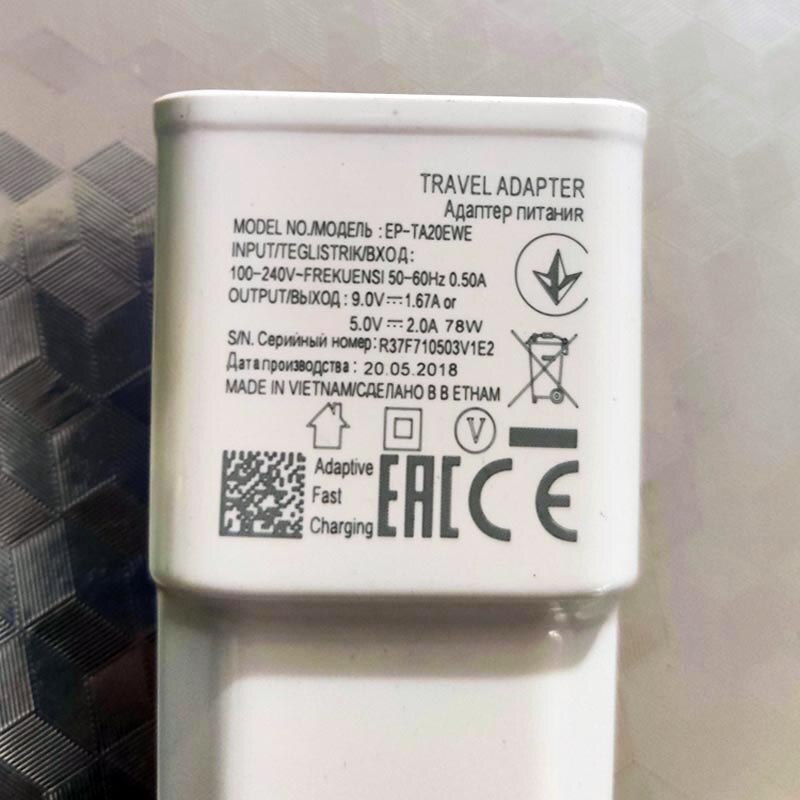 TRAVEL ADAPTER
Адаптер питания
MODEL NO./МОДЕЛЬ : EP-TA20EWE
INPUT/TEGLISTRIK/ВХОД:
100-240V~FREKUENSI 50-60Hz 0.50A
OUTPUT/ВЫХОД : 9.0V⎓1.67A or
5.0V⎓2.0A 78W
S/N. Серийный номер: R37F710503V1E2
Дата производства : 20.05.2018
MADE IN VIETNAM/СДЕЛАНО В В ЕТНАМ
V
Adaptive
Fast
Charging
EAC CE